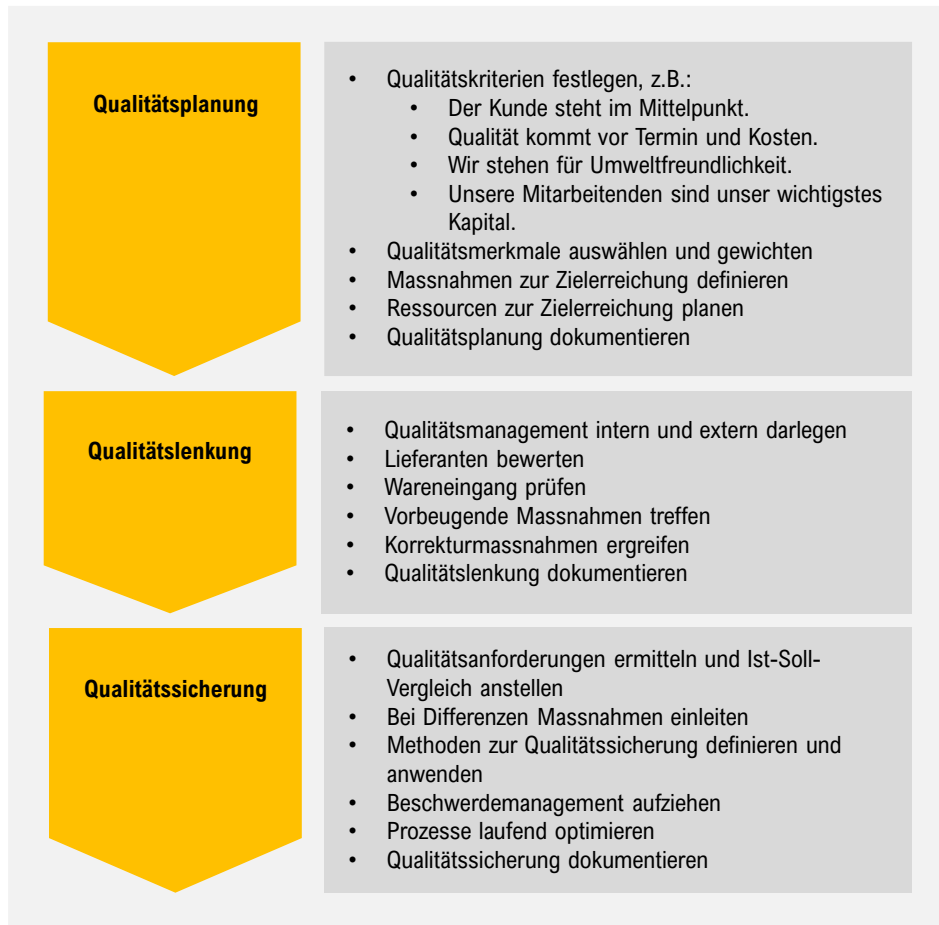 Qualitätsplanung
• Qualitätskriterien festlegen, z.B.:
• Der Kunde steht im Mittelpunkt.
• Qualität kommt vor Termin und Kosten.
• Wir stehen für Umweltfreundlichkeit.
• Unsere Mitarbeitenden sind unser wichtigstes
Kapital.
• Qualitätsmerkmale auswählen und gewichten
• Massnahmen zur Zielerreichung definieren
• Ressourcen zur Zielerreichung planen
• Qualitätsplanung dokumentieren
Qualitätslenkung
• Qualitätsmanagement intern und extern darlegen
• Lieferanten bewerten
• Wareneingang prüfen
• Vorbeugende Massnahmen treffen
• Korrekturmassnahmen ergreifen
• Qualitätslenkung dokumentieren
Qualitätssicherung
• Qualitätsanforderungen ermitteln und Ist-Soll-
Vergleich anstellen
• Bei Differenzen Massnahmen einleiten
• Methoden zur Qualitätssicherung definieren und
anwenden
• Beschwerdemanagement aufziehen
• Prozesse laufend optimieren
• Qualitätssicherung dokumentieren